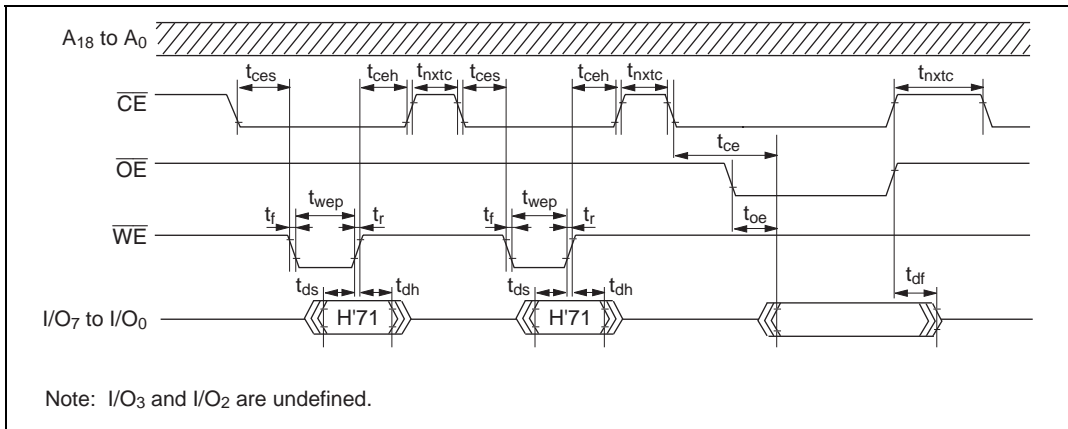 A18 to A0
tces tceh tnxtc tces tceh tnxtc tnxtc
CE
tce
OE
tf twep tr tf twep tr toe
WE
tds tdh tds tdh tdf
I/O7 to I/O0 H'71 H'71
Note: I/O3 and I/O2 are undefined.